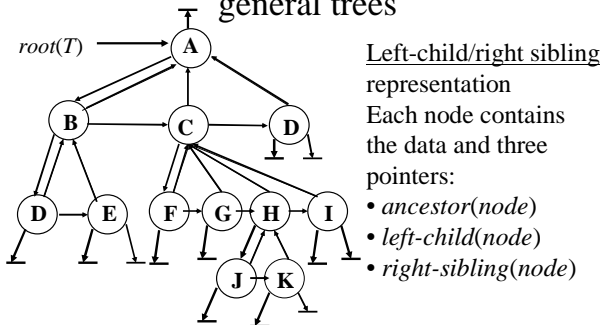 general trees
root(T)
A
B
C
D
D
E
F
G
H
I
J
K
Left-child/right sibling
representation
Each node contains
the data and three
pointers:
• ancestor(node)
• left-child(node)
• right-sibling(node)